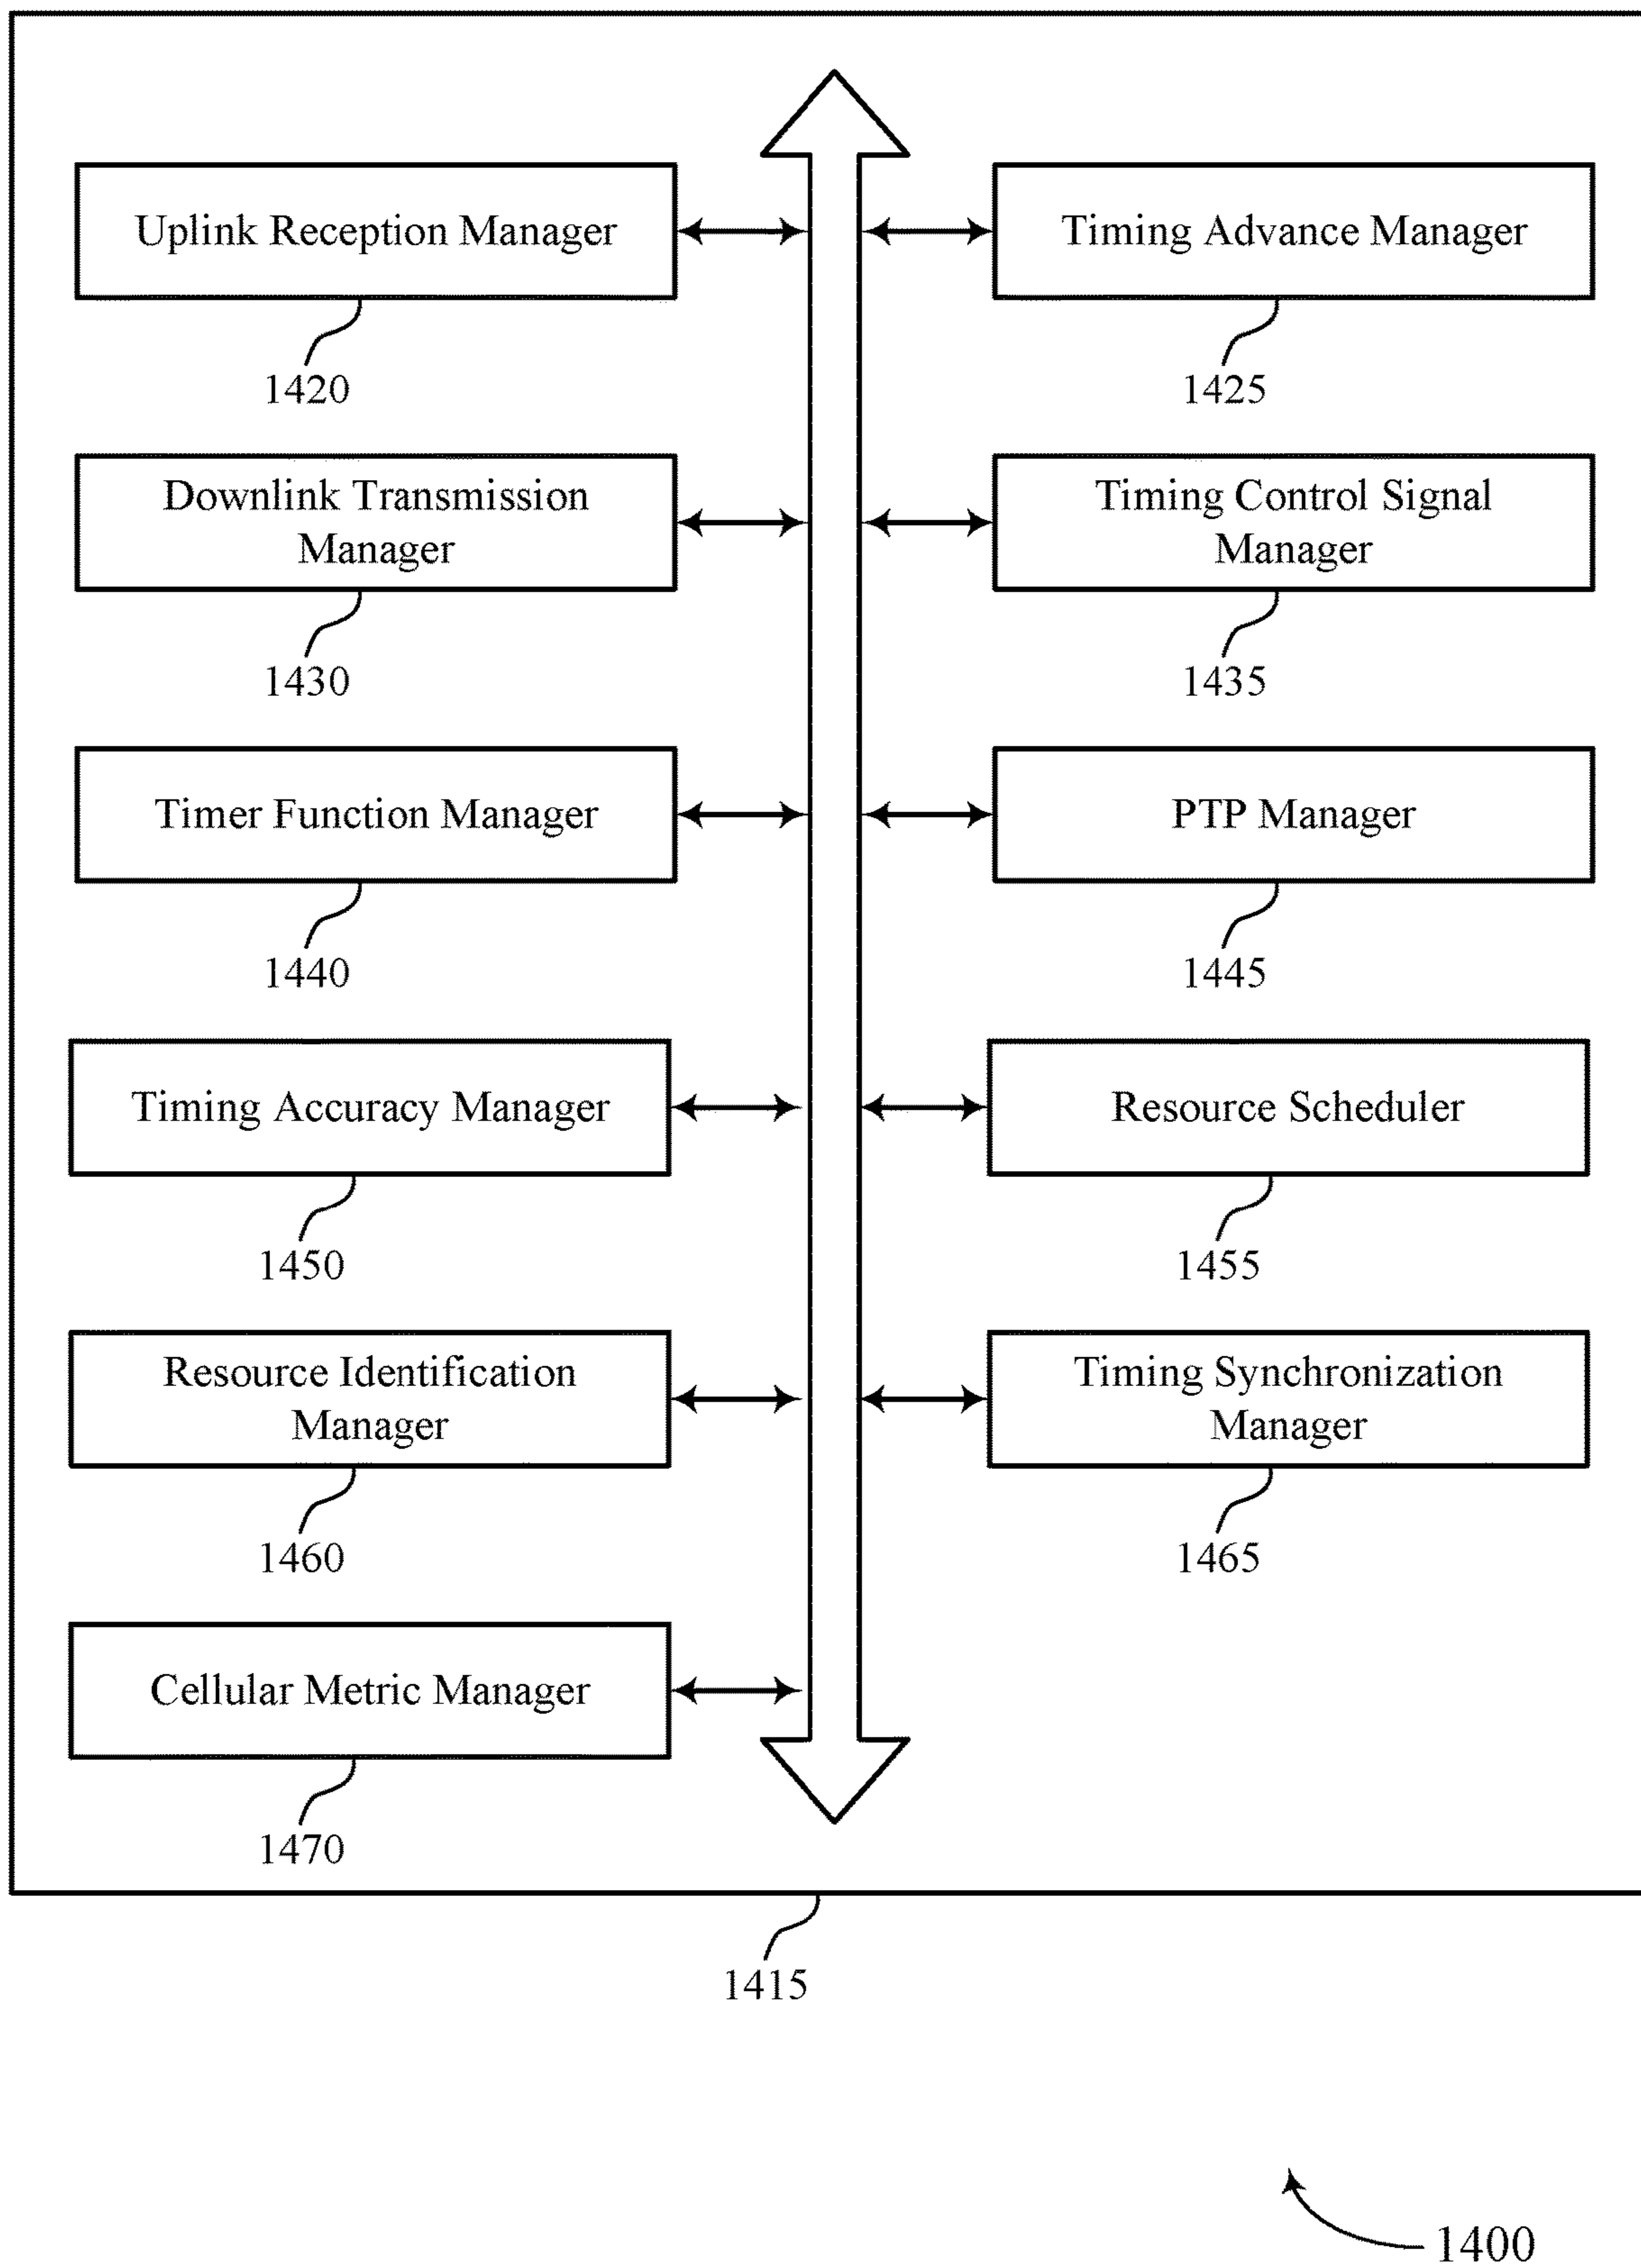 Uplink Reception Manager
Timing Advance Manager
1420
1425
Downlink Transmission
Manager
Timing Control Signal
Manager
1430
1435
Timer Function Manager
PTP Manager
1440
1445
Timing Accuracy Manager
Resource Scheduler
1450
1455
Resource Identification
Manager
Timing Synchronization
Manager
1460
1465
Cellular Metric Manager
1470
1415
1400